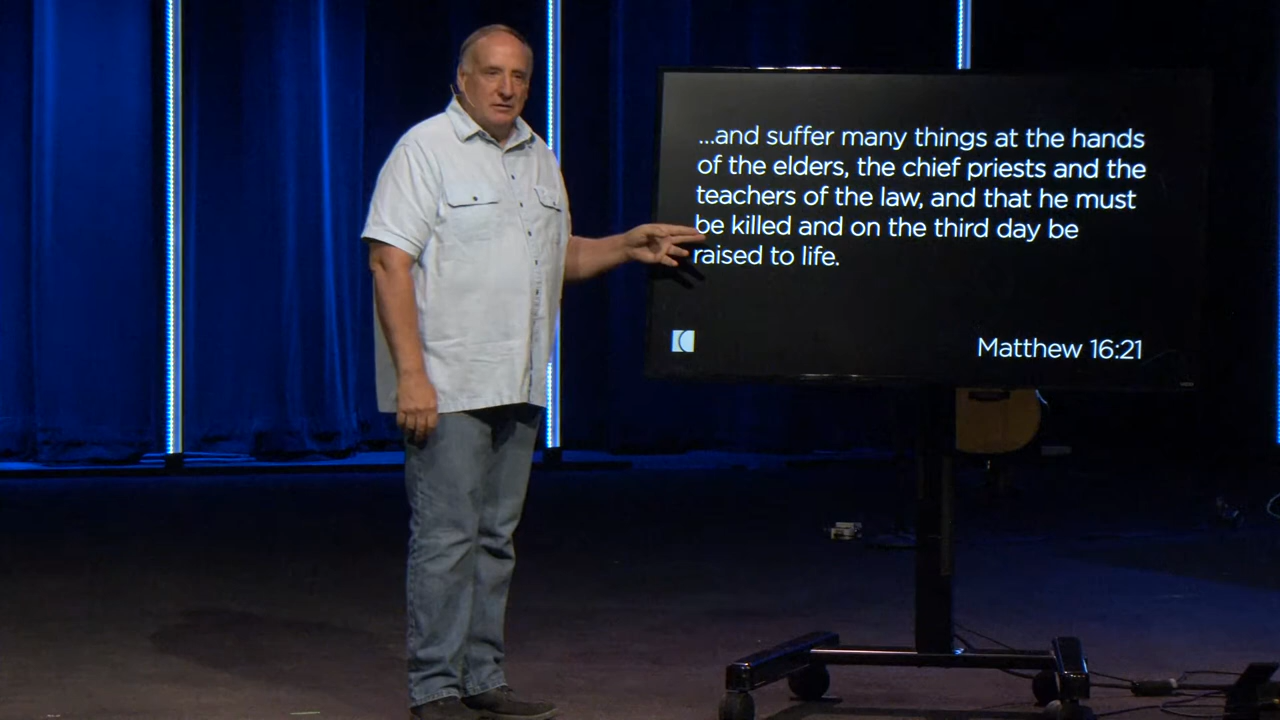 ...and suffer many things at the hands
of the elders, the chief priests and the
teachers of the law, and that he must
be killed and on the third day be
raised to life.
Matthew 16:21